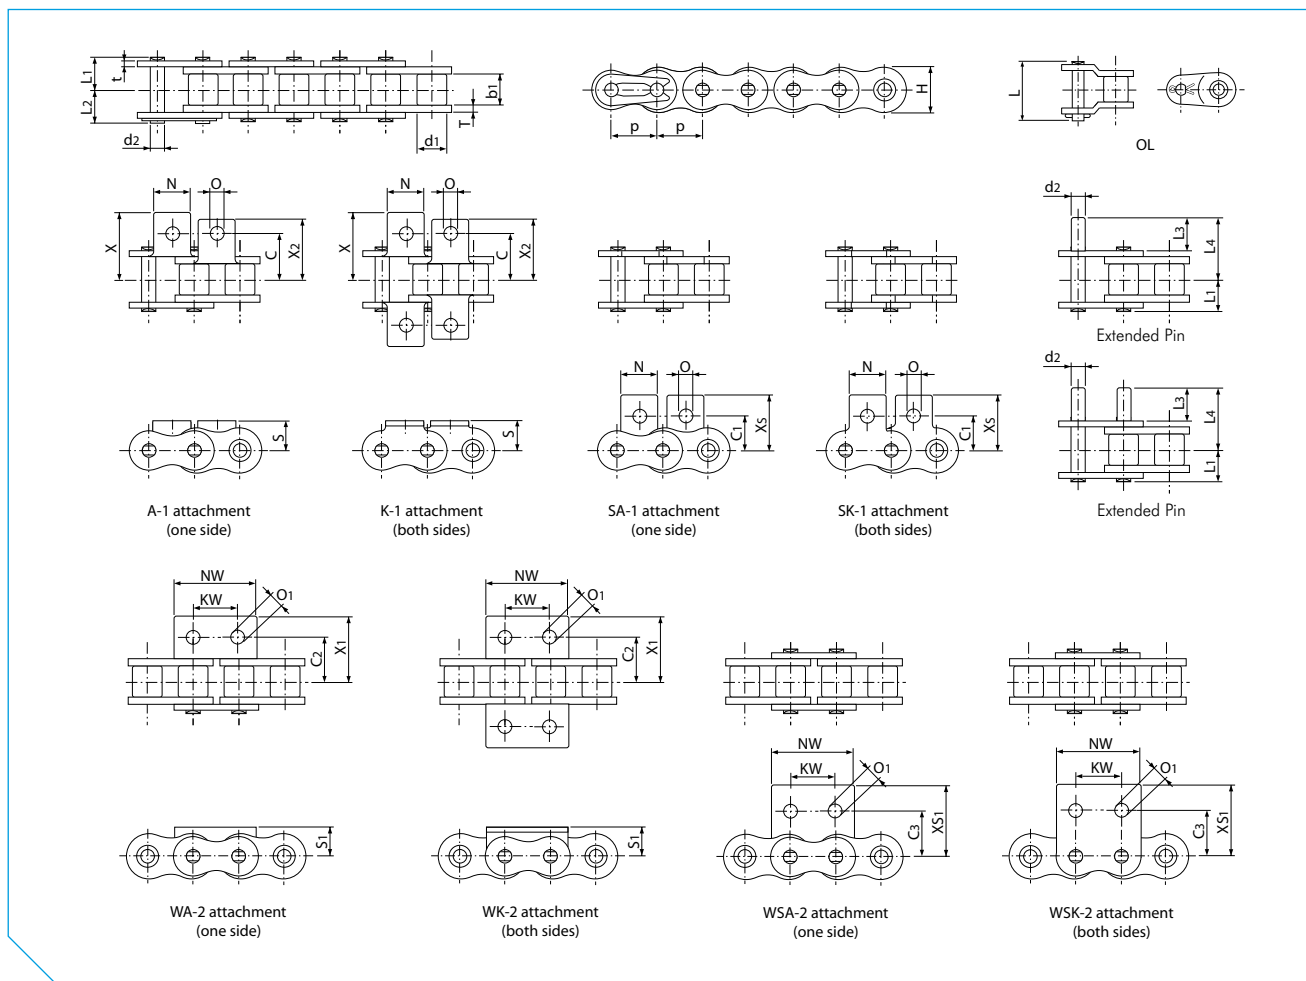 L1
t
L2
d2
b1
T
d1
H
p
p
L
OL
N
O
X
C
X2
N
O
X
C
X2
d2
L3
L4
L1
Extended Pin
S
A-1 attachment
(one side)
S
K-1 attachment
(both sides)
N
O
C1
XS
SA-1 attachment
(one side)
N
O
C1
XS
SK-1 attachment
(both sides)
d2
L3
L4
L1
Extended Pin
NW
KW
O1
C2
X1
NW
KW
O1
C2
X1
S1
WA-2 attachment
(one side)
S1
WK-2 attachment
(both sides)
NW
KW
O1
C3
XS1
WSA-2 attachment
(one side)
NW
KW
O1
C3
XS1
WSK-2 attachment
(both sides)